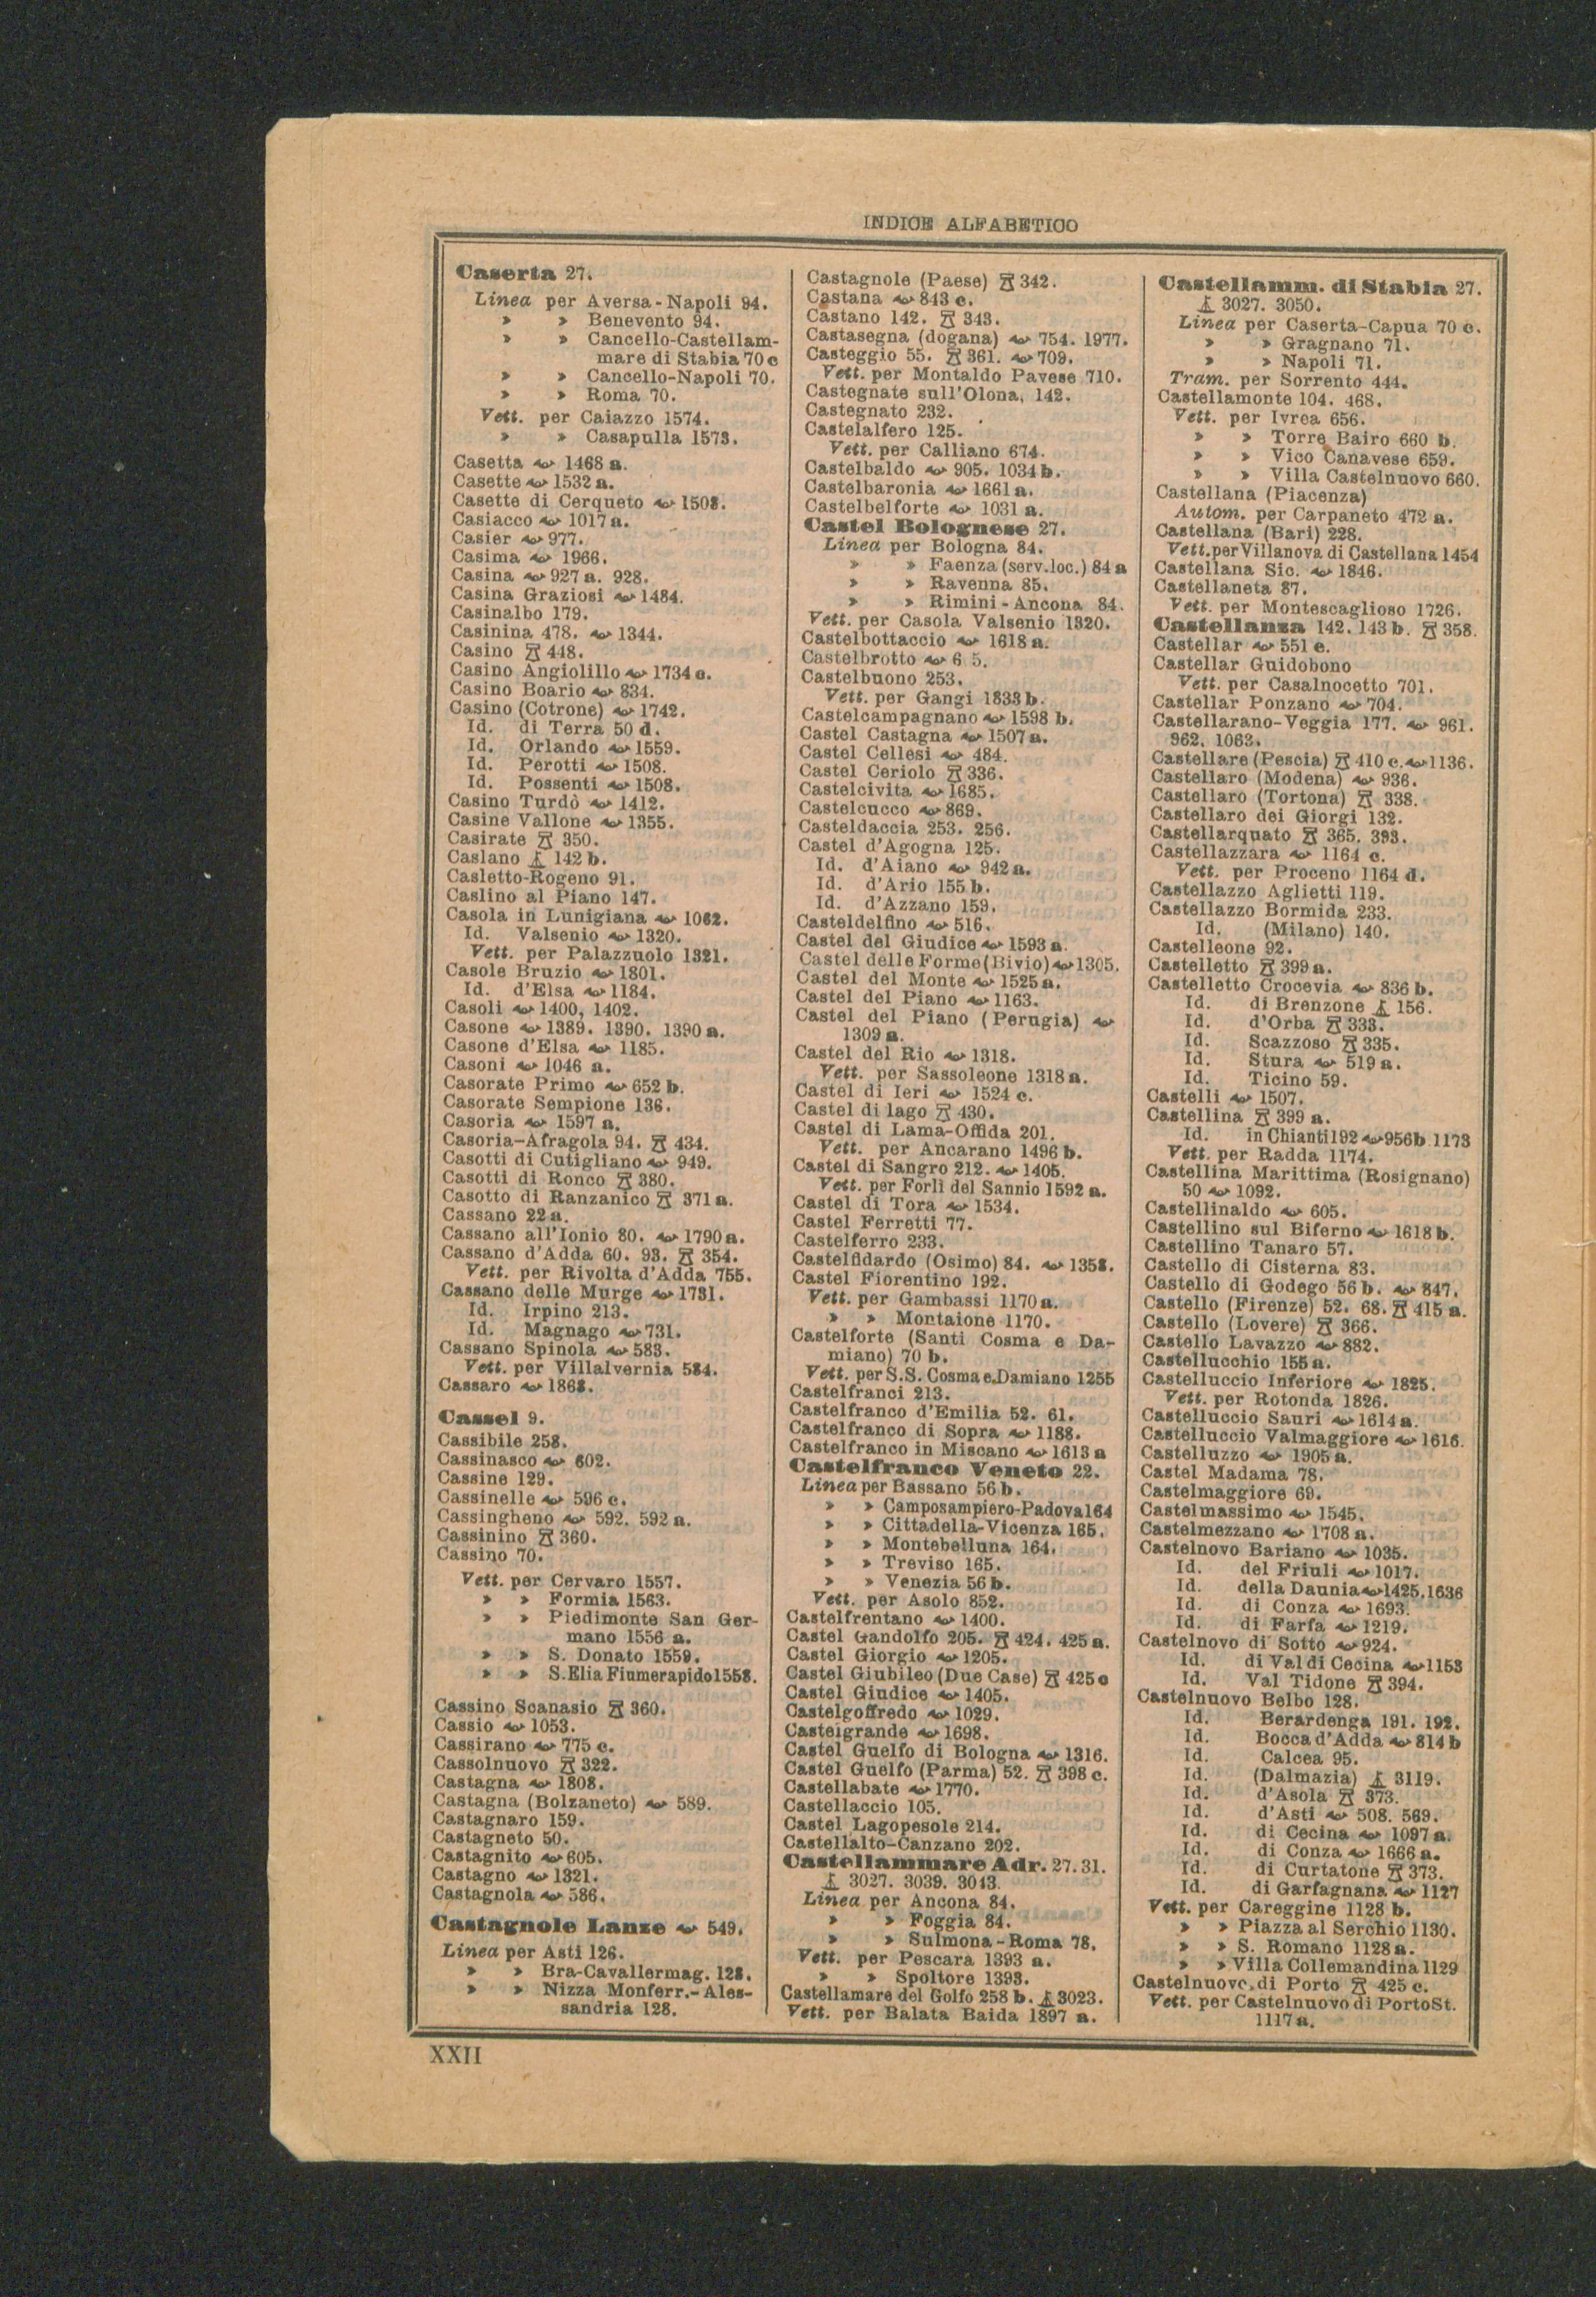 INDICE ALFABETICO
Caserta 27.
Linea per Aversa-Napoli 94.
» » Benevento 94.
» » Cancello-Castellam-
mare di Stabia 70 c
» » Cancello-Napoli 70.
» » Roma 70.
Vett. per Caiazzo 1574.
» » Casapulla 1573.
Casetta 1468 a.
Casette 1532 a.
Casette di Cerqueto 1508.
Casiacco 1017 a.
Casier 977.
Casima 1966.
Casina 927 a. 928.
Casina Graziosi 1484.
Casinalbo 179.
Casinina 478. 1344.
Casino 448.
Casino Angiolillo 1734 c.
Casino Boario 834.
Casino (Cotrone) 1742.
Id. di Terra 50 d.
Id. Orlando 1559.
Id. Perotti 1508.
Id. Possenti 1508.
Casino Turdò 1412.
Casine Vallone 1355.
Casirate 350.
Caslano 142 b.
Casletto-Rogeno 91.
Caslino al Piano 147.
Casola in Lunigiana 1062.
Id. Valsenio 1320.
Vett. per Palazzuolo 1321.
Casole Bruzio 1801.
Id. d'Elsa 1184.
Casoli 1400, 1402.
Casone 1389. 1390. 1390 a.
Casone d'Elsa 1185.
Casoni 1046 a.
Casorate Primo 652 b.
Casorate Sempione 136.
Casoria 1597 a.
Casoria-Afragola 94. 434.
Casotti di Cutigliano 949.
Casotti di Ronco 380.
Casotto di Ranzanico 371 a.
Cassano 22 a.
Cassano all'Ionio 80. 1790 a.
Cassano d'Adda 60. 93. 354.
Vett. per Rivolta d'Adda 755.
Cassano delle Murge 1731.
Id. Irpino 213.
Id. Magnago 731.
Cassano Spinola 583.
Vett. per Villalvernia 584.
Cassaro 1868.
Cassel 9.
Cassibile 258.
Cassinasco 602.
Cassine 129.
Cassinelle 596 c.
Cassingheno 592. 592 a.
Cassinino 360.
Cassino 70.
Vett. per Cervaro 1557.
» » Formia 1563.
» » Piedimonte San Ger-
mano 1556 a.
» » S. Donato 1559.
» » S. Elia Fiumerapido 1558.
Cassino Scanasio 360.
Cassio 1053.
Cassirano 775 c.
Cassolnuovo 322.
Castagna 1808.
Castagna (Bolzaneto) 589.
Castagnaro 159.
Castagneto 50.
Castagnito 605.
Castagno 1321.
Castagnola 586.
Castagnole Lanze 549.
Linea per Asti 126.
» » Bra-Cavallermag. 128.
» » Nizza Monferr.-Ales-
sandria 128.
Castagnole (Paese) 342.
Castana 843 c.
Castano 142. 343.
Castasegna (dogana) 754. 1977.
Casteggio 55. 361. 709.
Vett. per Montaldo Pavese 710.
Castegnate sull'Olona, 142.
Castegnato 232.
Castelalfero 125.
Vett. per Calliano 674.
Castelbaldo 905. 1034 b.
Castelbaronia 1661 a.
Castelbelforte 1031 a.
Castel Bolognese 27.
Linea per Bologna 84.
» » Faenza (serv. loc.) 84 a
» » Ravenna 85.
» » Rimini-Ancona 84.
Vett. per Casola Valsenio 1320.
Castelbottaccio 1618 a.
Castelbrotto 6 5.
Castelbuono 253.
Vett. per Gangi 1833 b.
Castelcampagnano 1598 b.
Castel Castagna 1507 a.
Castel Cellesi 484.
Castel Ceriolo 336.
Castelcivita 1685.
Castelcucco 869.
Casteldaccia 253. 256.
Castel d'Agogna 125.
Id. d'Aiano 942 a.
Id. d'Ario 155 b.
Id. d'Azzano 159.
Casteldelfino 516.
Castel del Giudice 1593 a.
Castel delle Forme (Bivio) 1305.
Castel del Monte 1525 a.
Castel del Piano 1163.
Castel del Piano (Perugia)
1309 a.
Castel del Rio 1318.
Vett. per Sassoleone 1318 a.
Castel di Ieri 1524 c.
Castel di lago 430.
Castel di Lama-Offida 201.
Vett. per Ancarano 1496 b.
Castel di Sangro 212. 1405.
Vett. per Forlì del Sannio 1592 a.
Castel di Tora 1534.
Castel Ferretti 77.
Castelferro 233.
Castelfidardo (Osimo) 84. 1358.
Castel Fiorentino 192.
Vett. per Gambassi 1170 a.
» » Montaione 1170.
Castelforte (Santi Cosma e Da-
miano) 70 b.
Vett. per S.S. Cosma e Damiano 1255
Castelfranci 213.
Castelfranco d'Emilia 52. 61.
Castelfranco di Sopra 1188.
Castelfranco in Miscano 1613 a
Castelfranco Veneto 22.
Linea per Bassano 56 b.
» » Camposampiero-Padova 164
» » Cittadella-Vicenza 165.
» » Montebelluna 164.
» » Treviso 165.
» » Venezia 56 b.
Vett. per Asolo 852.
Castelfrentano 1400.
Castel Gandolfo 205. 424. 425 a.
Castel Giorgio 1205.
Castel Giubileo (Due Case) 425 c
Castel Giudice 1405.
Castelgoffredo 1029.
Castelgrande 1698.
Castel Guelfo di Bologna 1316.
Castel Guelfo (Parma) 52. 398 c.
Castellabate 1770.
Castellaccio 105.
Castel Lagopesole 214.
Castellalto-Canzano 202.
Castellammare Adr. 27. 31.
3027. 3039. 3043.
Linea per Ancona 84.
» » Foggia 84.
» » Sulmona-Roma 78.
Vett. per Pescara 1393 a.
» » Spoltore 1393.
Castellamare del Golfo 258 b. 3023.
Vett. per Balata Baida 1897 a.
Castellamm. di Stabia 27.
3027. 3050.
Linea per Caserta-Capua 70 c.
» » Gragnano 71.
» » Napoli 71.
Tram. per Sorrento 444.
Castellamonte 104. 468.
Vett. per Ivrea 656.
» » Torre Bairo 660 b.
» » Vico Canavese 659.
» » Villa Castelnuovo 660.
Castellana (Piacenza)
Autom. per Carpaneto 472 a.
Castellana (Bari) 228.
Vett. per Villanova di Castellana 1454
Castellana Sic. 1846.
Castellaneta 87.
Vett. per Montescaglioso 1726.
Castellanza 142. 143 b. 358.
Castellar 551 e.
Castellar Guidobono
Vett. per Casalnocetto 701.
Castellar Ponzano 704.
Castellarano-Veggia 177. 961.
962. 1063.
Castellare (Pescia) 410 c. 1136.
Castellaro (Modena) 936.
Castellaro (Tortona) 338.
Castellaro dei Giorgi 132.
Castellarquato 365. 393.
Castellazzara 1164 c.
Vett. per Proceno 1164 d.
Castellazzo Aglietti 119.
Castellazzo Bormida 233.
Id. (Milano) 140.
Castelleone 92.
Castelletto 399 a.
Castelletto Crocevia 836 b.
Id. di Brenzone 156.
Id. d'Orba 333.
Id. Scazzoso 335.
Id. Stura 519 a.
Id. Ticino 59.
Castelli 1507.
Castellina 399 a.
Id. in Chianti 192 956 b 1173
Vett. per Radda 1174.
Castellina Marittima (Rosignano)
50 1092.
Castellinaldo 605.
Castellino sul Biferno 1618 b.
Castellino Tanaro 57.
Castello di Cisterna 83.
Castello di Godego 56 b. 847.
Castello (Firenze) 52. 68. 415 a.
Castello (Lovere) 366.
Castello Lavazzo 882.
Castellucchio 155 a.
Castelluccio Inferiore 1825.
Vett. per Rotonda 1826.
Castelluccio Sauri 1614 a.
Castelluccio Valmaggiore 1616.
Castelluzzo 1905 a.
Castel Madama 78.
Castelmaggiore 69.
Castelmassimo 1545.
Castelmezzano 1708 a.
Castelnovo Bariano 1035.
Id. del Friuli 1017.
Id. della Daunia 1425. 1636
Id. di Conza 1693.
Id. di Farfa 1219.
Castelnovo di Sotto 924.
Id. di Val di Cecina 1153
Id. Val Tidone 394.
Castelnuovo Belbo 128.
Id. Berardenga 191. 192.
Id. Bocca d'Adda 814 b
Id. Calcea 95.
Id. (Dalmazia) 3119.
Id. d'Asola 373.
Id. d'Asti 508. 569.
Id. di Cecina 1097 a.
Id. di Conza 1666 a.
Id. di Curtatone 373.
Id. di Garfagnana 1127
Vett. per Careggine 1128 b.
» » Piazza al Serchio 1130.
» » S. Romano 1128 a.
» » Villa Collemandina 1129
Castelnuovo di Porto 425 c.
Vett. per Castelnuovo di Porto St.
1117 a.
XXII